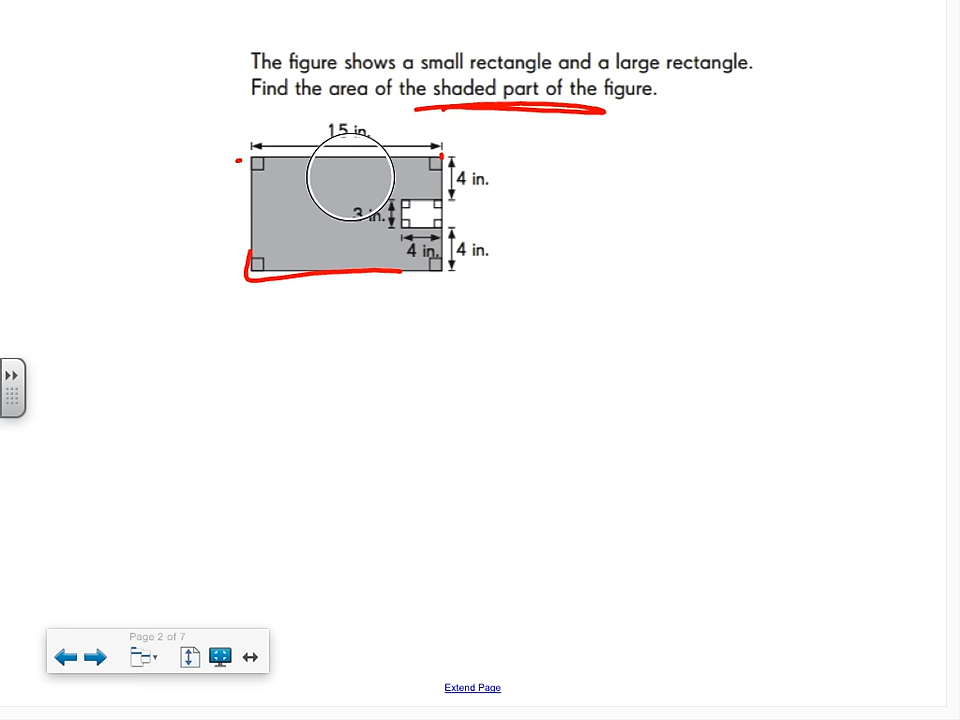 The figure shows a small rectangle and a large rectangle.
Find the area of the shaded part of the figure.
15 in.
4 in.
3 in.
4 in.
4 in.
Page 2 of 7
Extend Page